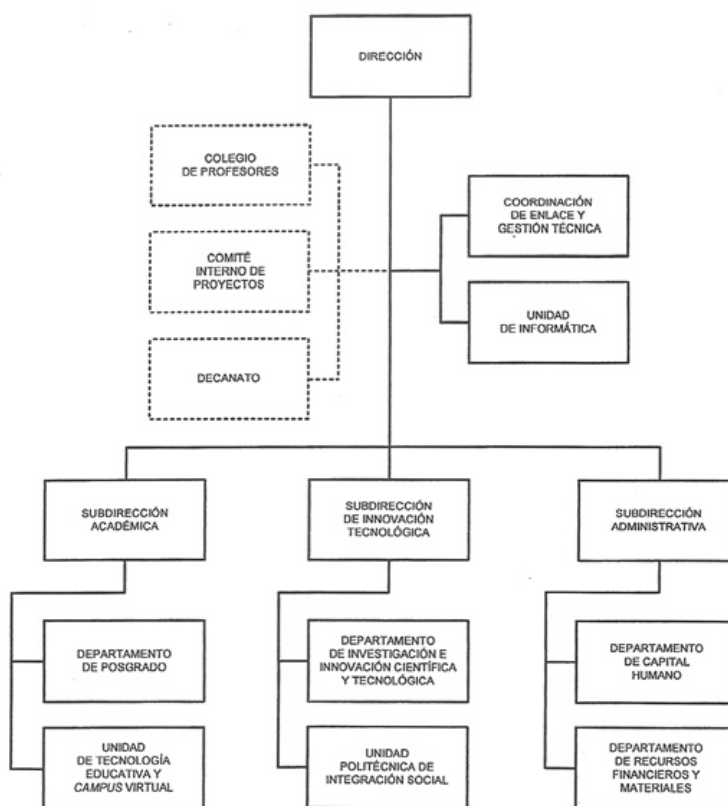 DIRECCIÓN
COLEGIO
DE PROFESORES
COMITÉ
INTERNO DE
PROYECTOS
DECANATO
COORDINACIÓN
DE ENLACE Y
GESTIÓN TÉCNICA
UNIDAD
DE INFORMÁTICA
SUBDIRECCIÓN
ACADÉMICA
SUBDIRECCIÓN
DE INNOVACIÓN
TECNOLÓGICA
SUBDIRECCIÓN
ADMINISTRATIVA
DEPARTAMENTO
DE POSGRADO
DEPARTAMENTO
DE INVESTIGACIÓN E
INNOVACIÓN CIENTÍFICA
Y TECNOLÓGICA
DEPARTAMENTO
DE CAPITAL
HUMANO
UNIDAD
DE TECNOLOGÍA
EDUCATIVA Y
CAMPUS VIRTUAL
UNIDAD
POLITÉCNICA DE
INTEGRACIÓN SOCIAL
DEPARTAMENTO
DE RECURSOS
FINANCIEROS Y
MATERIALES